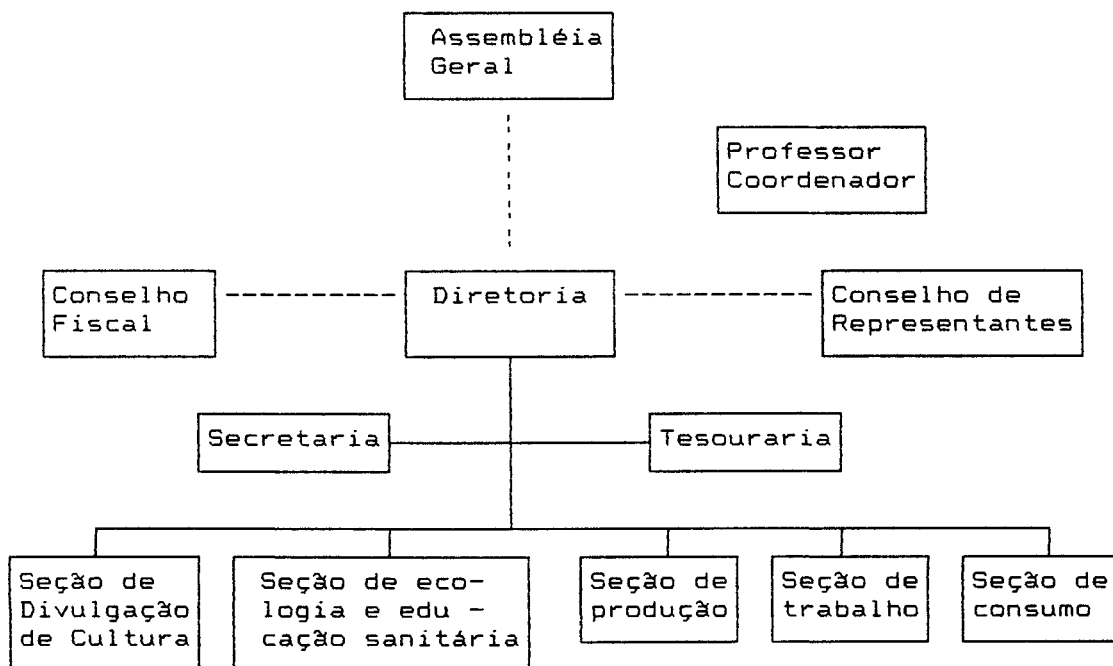 Assembléia
Geral
Professor
Coordenador
Conselho
Fiscal
Diretoria
Conselho de
Representantes
Secretaria
Tesouraria
Seção de
Divulgação
de Cultura
Seção de eco-
logia e edu -
cação sanitária
Seção de
produção
Seção de
trabalho
Seção de
consumo